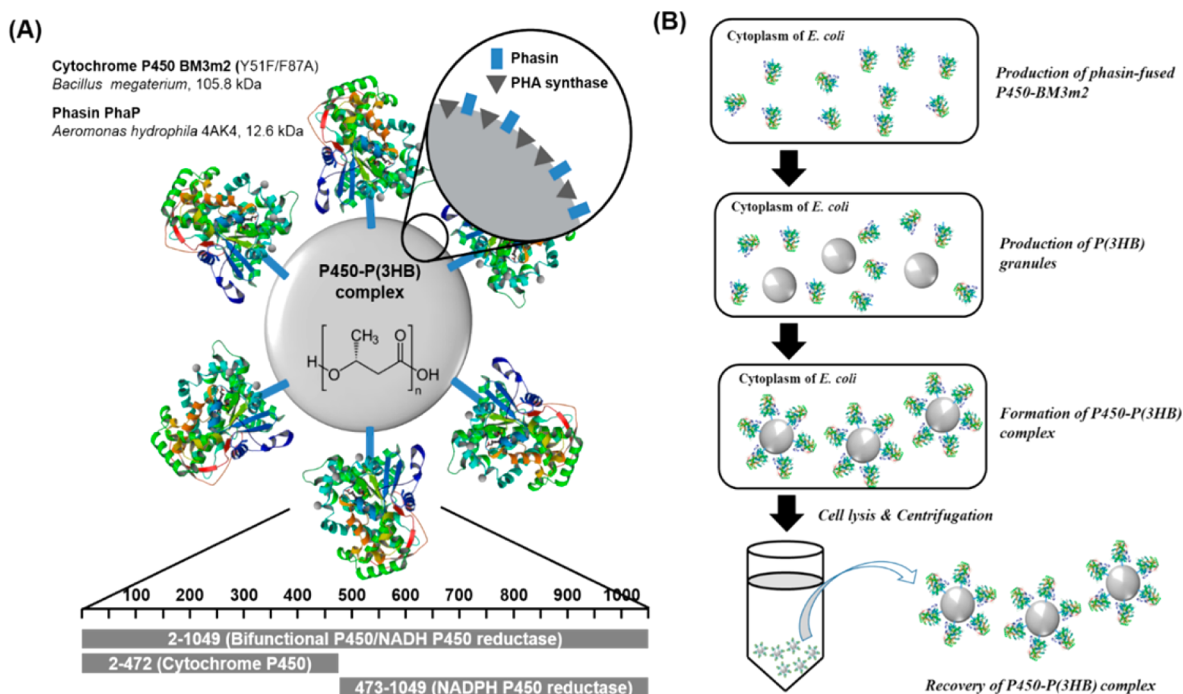 (A)
Cytochrome P450 BM3m2 (Y51F/F87A)
Bacillus megaterium, 105.8 kDa
Phasin PhaP
Aeromonas hydrophila 4AK4, 12.6 kDa
Phasin
PHA synthase
P450-P(3HB)
complex
CH3
O
H
O
OH
n
100 200 300 400 500 600 700 800 900 1000
2-1049 (Bifunctional P450/NADH P450 reductase)
2-472 (Cytochrome P450)
473-1049 (NADPH P450 reductase)
(B)
Cytoplasm of E. coli
Production of phasin-fused
P450-BM3m2
Cytoplasm of E. coli
Production of P(3HB)
granules
Cytoplasm of E. coli
Formation of P450-P(3HB)
complex
Cell lysis & Centrifugation
Recovery of P450-P(3HB) complex